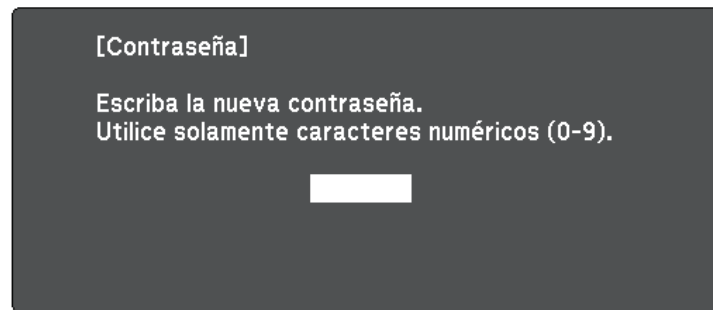 [Contraseña]
Escriba la nueva contraseña.
Utilice solamente caracteres numéricos (0-9).